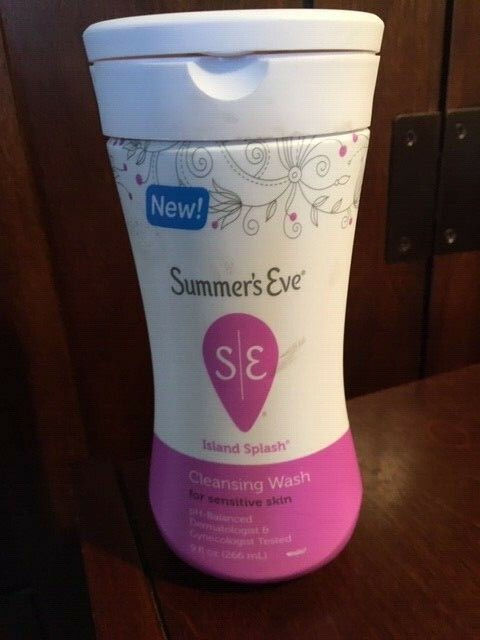 New!
Summer's Eve®
S|E
Island Splash®
Cleansing Wash
for sensitive skin
pH-Balanced
Dermatologist &
Gynecologist Tested
9 fl oz (266 mL)